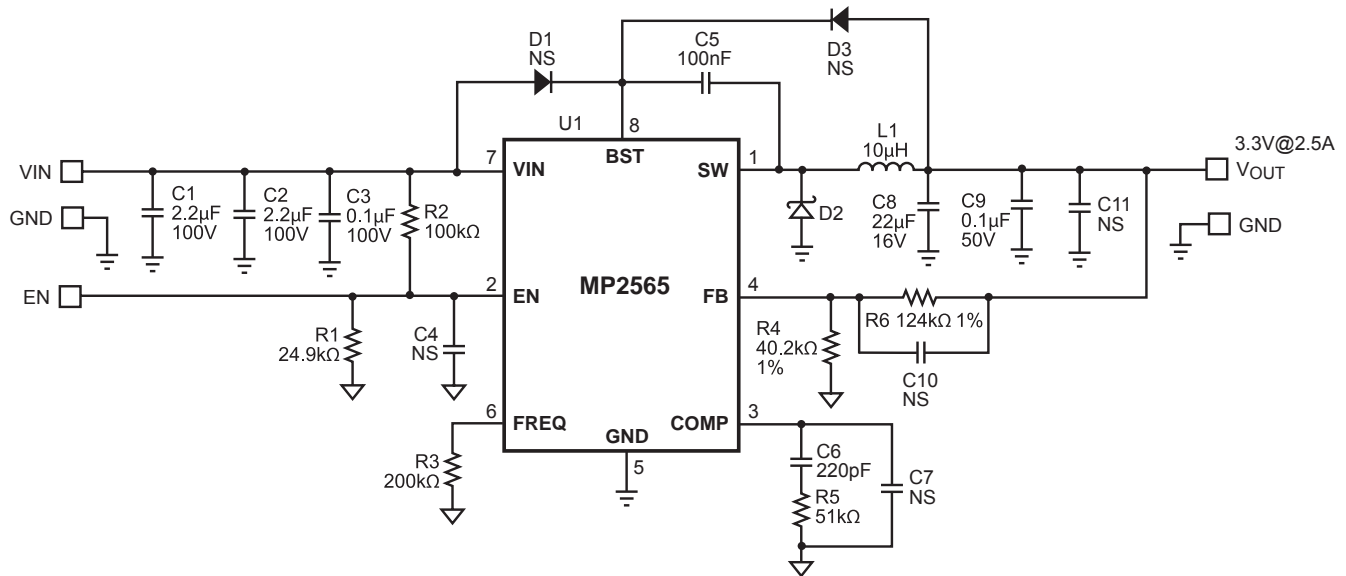 D1
NS
C5
100nF
D3
NS
U1
8
BST
VIN
7
VIN
SW
1
L1
10µH
3.3V@2.5A
VOUT
GND
C1
2.2µF
100V
C2
2.2µF
100V
C3
0.1µF
100V
R2
100kΩ
D2
C8
22µF
16V
C9
0.1µF
50V
C11
NS
GND
MP2565
EN
2
EN
FB
4
R1
24.9kΩ
C4
NS
R4
40.2kΩ
1%
R6 124kΩ 1%
C10
NS
6
FREQ
GND
5
COMP
3
R3
200kΩ
C6
220pF
R5
51kΩ
C7
NS